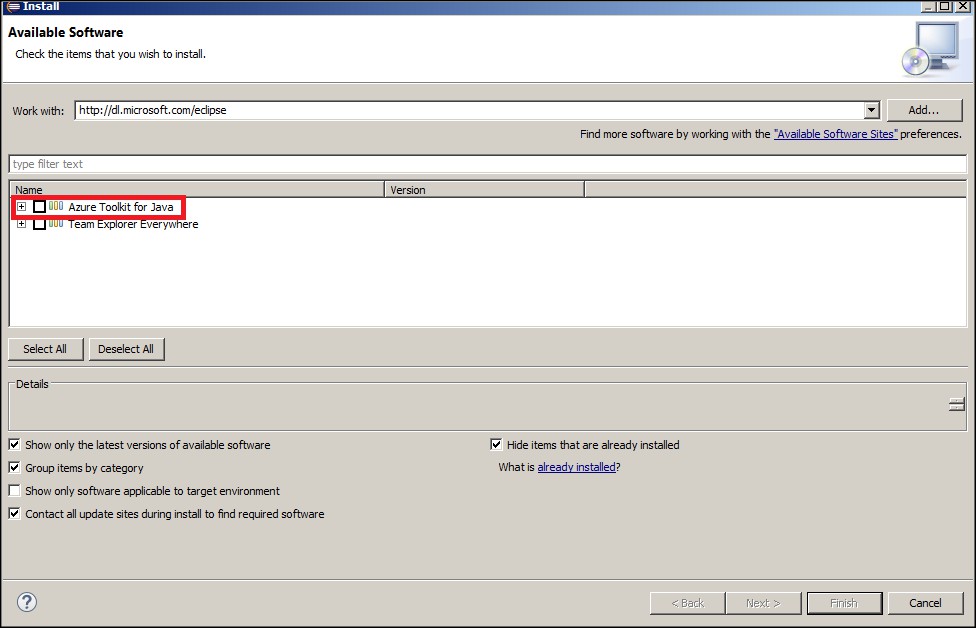 Install
Available Software
Check the items that you wish to install.
Work with: http://dl.microsoft.com/eclipse Add...
Find more software by working with the "Available Software Sites" preferences.
type filter text
Name Version
Azure Toolkit for Java
Team Explorer Everywhere
Select All Deselect All
Details
Show only the latest versions of available software Hide items that are already installed
Group items by category What is already installed?
Show only software applicable to target environment
Contact all update sites during install to find required software
? < Back Next > Finish Cancel